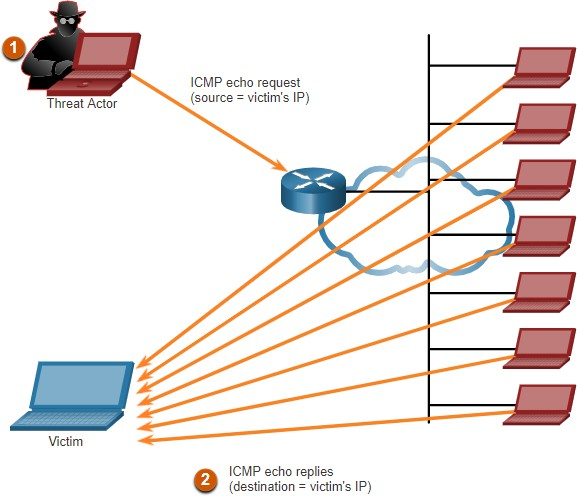 1
ICMP echo request
(source = victim's IP)
Threat Actor
Victim
2
ICMP echo replies
(destination = victim's IP)